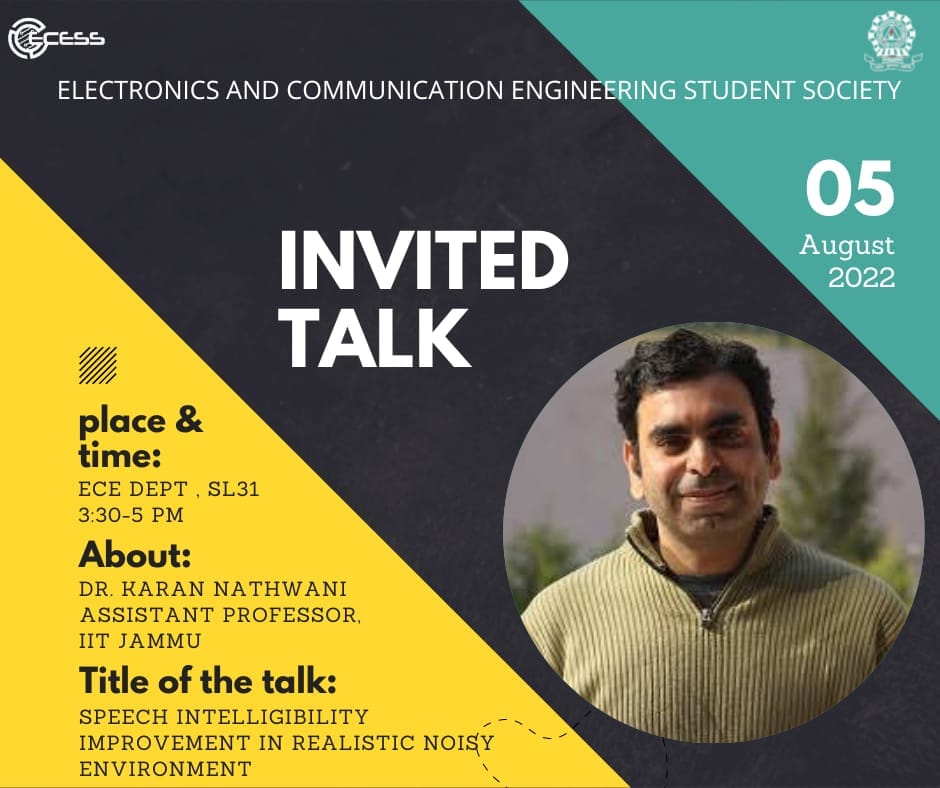 ECESS
ELECTRONICS AND COMMUNICATION ENGINEERING STUDENT SOCIETY
05
August
2022
INVITED
TALK
place &
time:
ECE DEPT , SL31
3:30-5 PM
About:
DR. KARAN NATHWANI
ASSISTANT PROFESSOR,
IIT JAMMU
Title of the talk:
SPEECH INTELLIGIBILITY
IMPROVEMENT IN REALISTIC NOISY
ENVIRONMENT